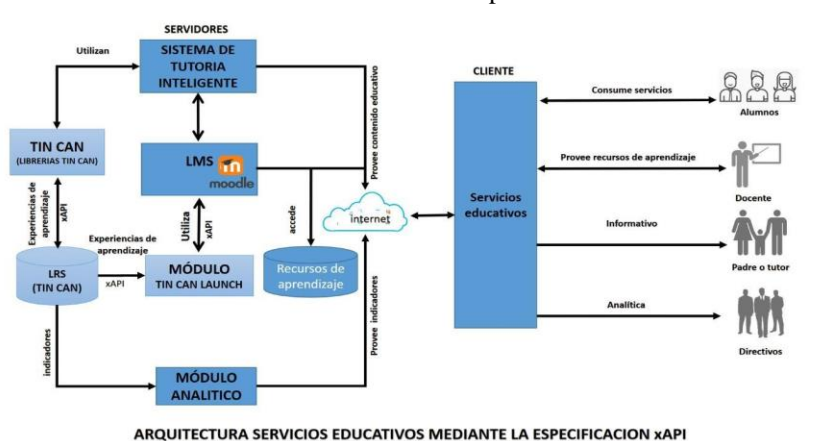 SERVIDORES
SISTEMA DE
TUTORIA
INTELIGENTE
Utilizan
TIN CAN
(LIBRERIAS TIN CAN)
LMS
moodle
Experiencias de
aprendizaje
xAPI
Experiencias de
aprendizaje
xAPI
LRS
(TIN CAN)
Utiliza
xAPI
MÓDULO
TIN CAN LAUNCH
accede
Recursos de
aprendizaje
Provee contenido educativo
internet
Provee indicadores
indicadores
MÓDULO
ANALITICO
CLIENTE
Servicios
educativos
Consume servicios
Alumnos
Provee recursos de aprendizaje
Docente
Informativo
Padre o tutor
Analítica
Directivos
ARQUITECTURA SERVICIOS EDUCATIVOS MEDIANTE LA ESPECIFICACION xAPI